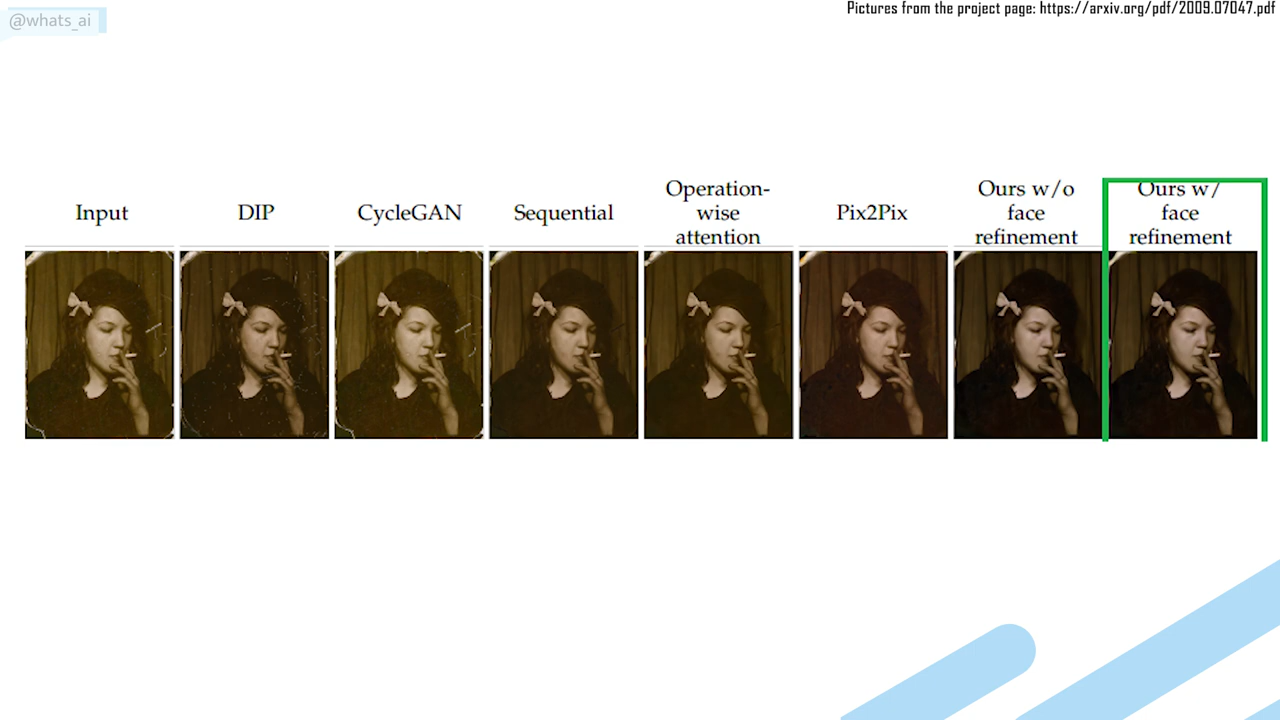 @whats_ai
Pictures from the project page: https://arxiv.org/pdf/2009.07047.pdf
Input
DIP
CycleGAN
Sequential
Operation-
wise
attention
Pix2Pix
Ours w/o
face
refinement
Ours w/
face
refinement